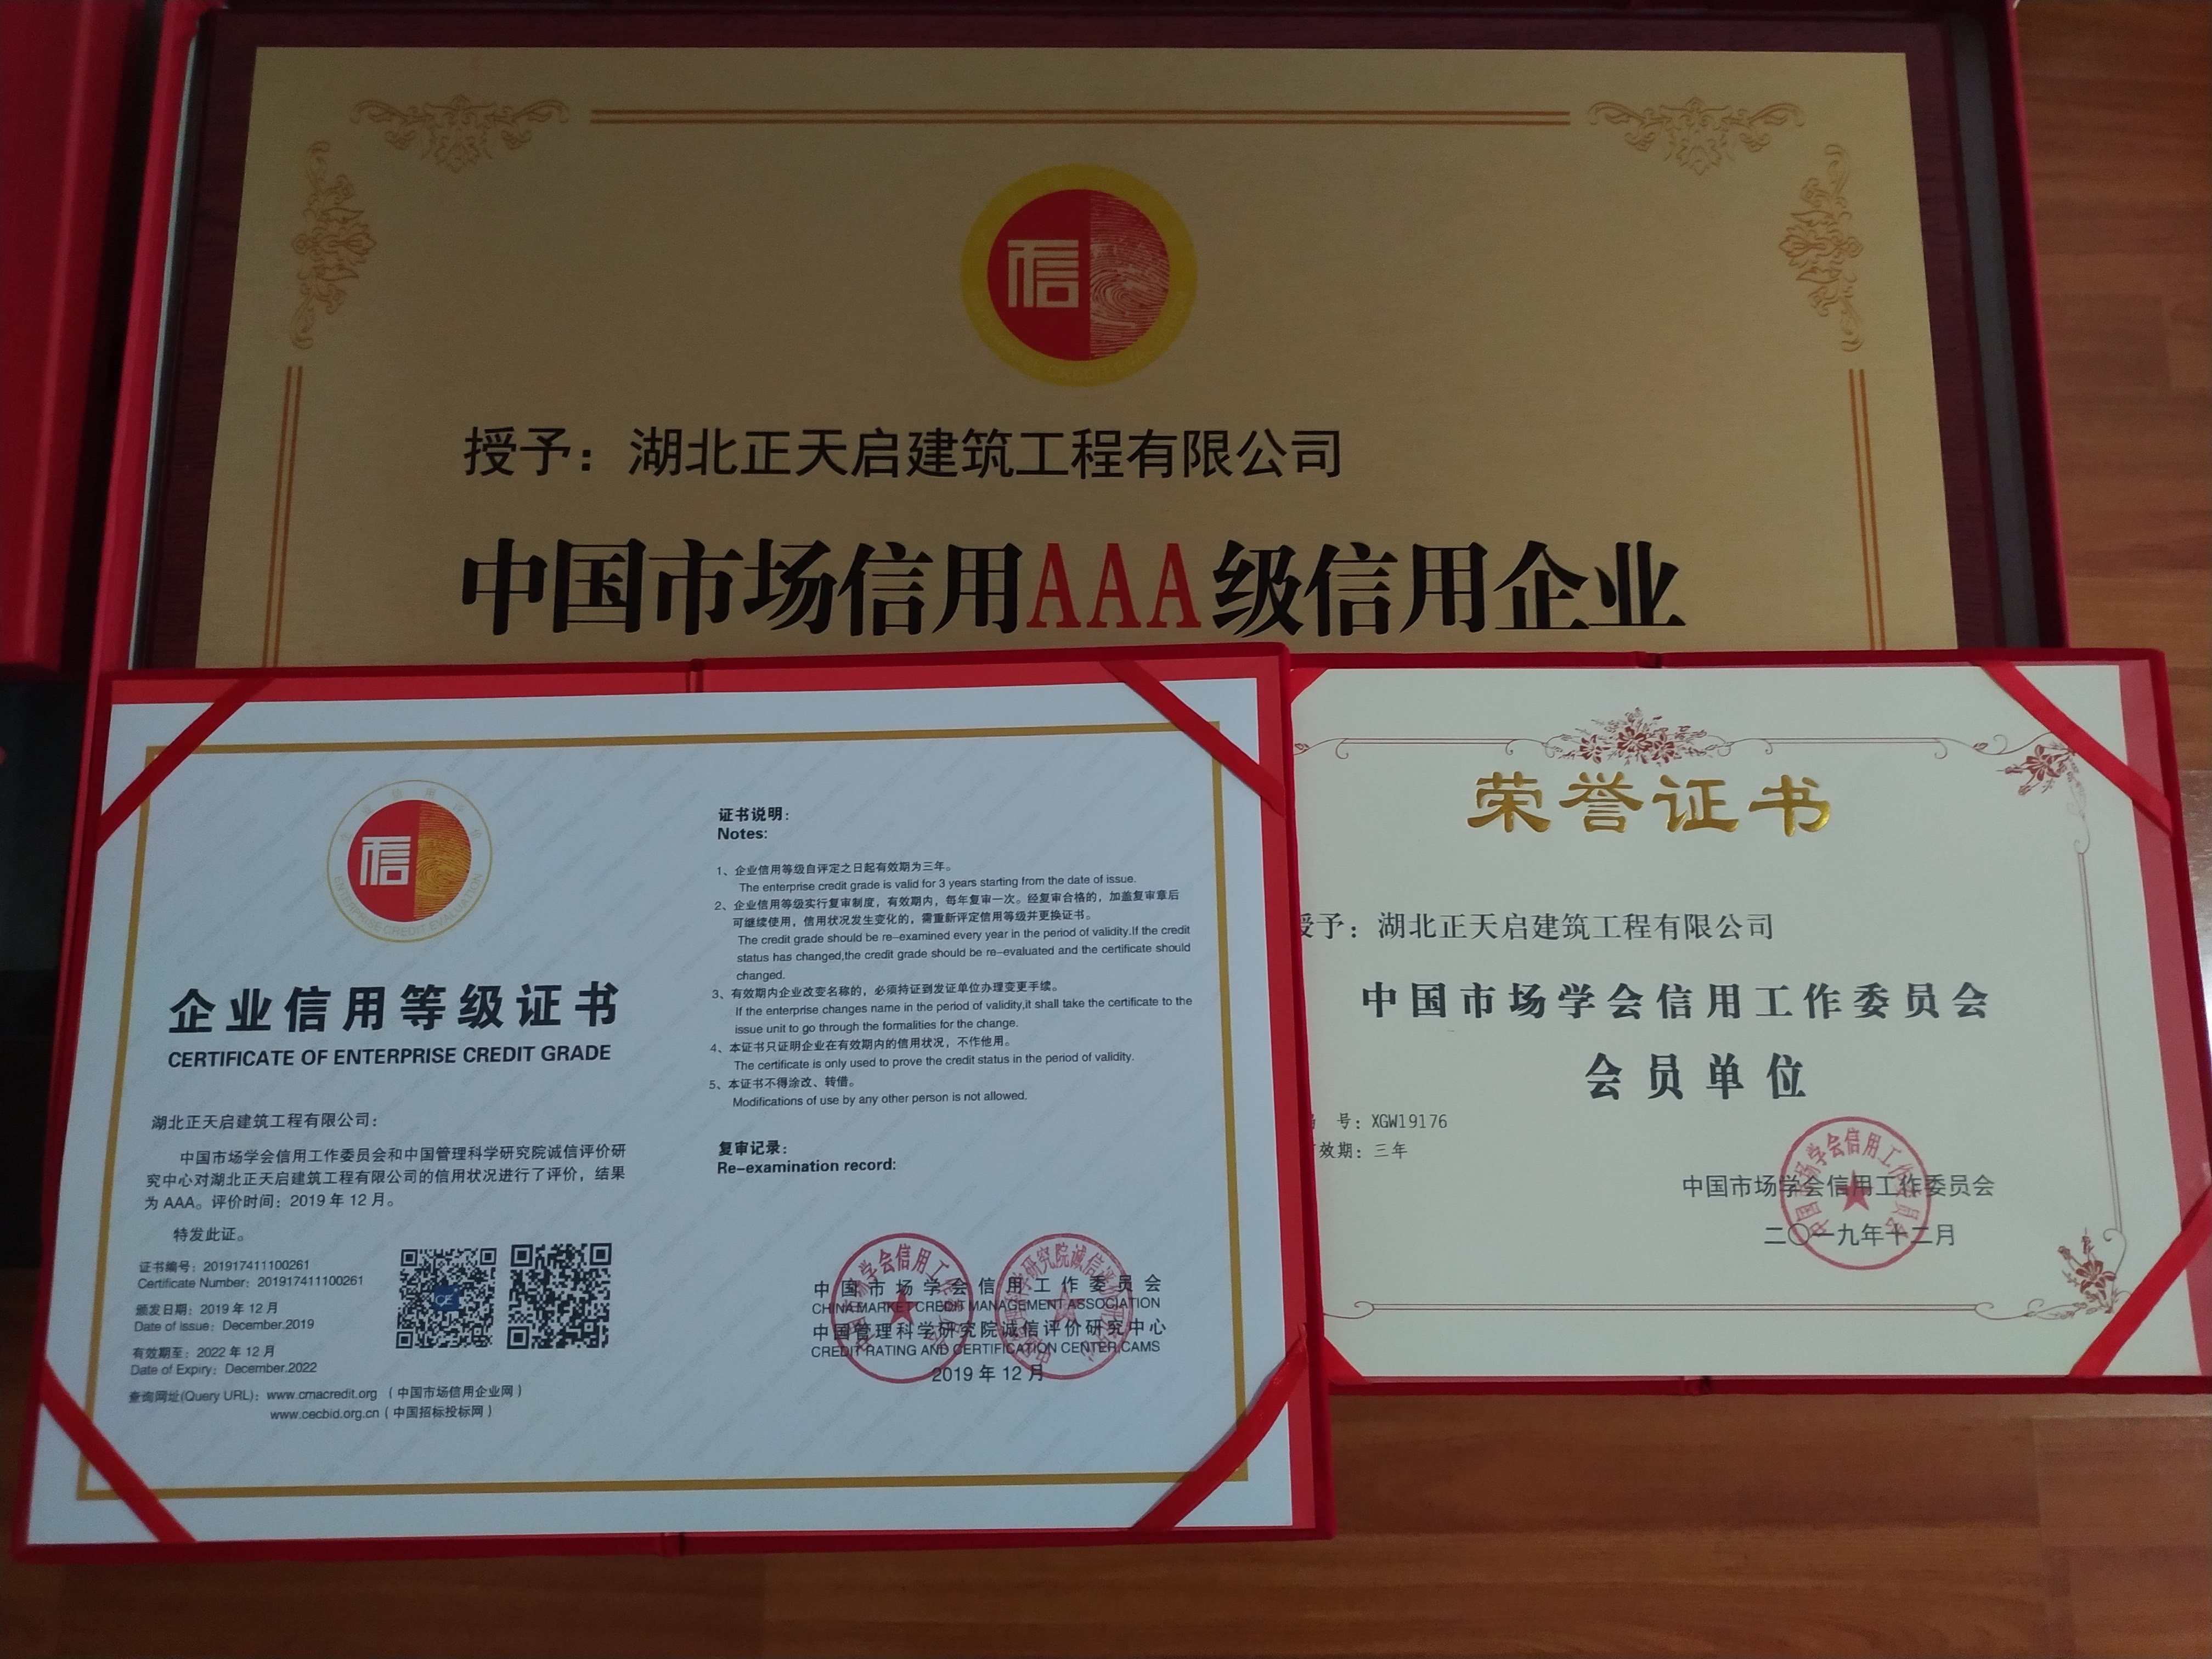 信
授予：湖北正天启建筑工程有限公司
中国市场信用AAA级信用企业
信
ENTERPRISE CREDIT EVALUATION
企业信用等级证书
CERTIFICATE OF ENTERPRISE CREDIT GRADE
湖北正天启建筑工程有限公司：
中国市场学会信用工作委员会和中国管理科学研究院诚信评价研
究中心对湖北正天启建筑工程有限公司的信用状况进行了评价，结果
为 AAA。评价时间：2019 年 12 月。
特发此证。
证书编号：201917411100261
Certificate Number：201917411100261
颁发日期：2019 年 12 月
Date of Issue：December.2019
有效期至：2022 年 12 月
Date of Expiry：December.2022
查询网址(Query URL)：www.cmacredit.org （中国市场信用企业网）
www.cecbid.org.cn（中国招标投标网）
证书说明：
Notes:
1、企业信用等级自评定之日起有效期为三年。
The enterprise credit grade is valid for 3 years starting from the date of issue.
2、企业信用等级实行复审制度，有效期内，每年复审一次。经复审合格的，加盖复审章后
可继续使用，信用状况发生变化的，需重新评定信用等级并更换证书。
The credit grade should be re-examined every year in the period of validity.If the credit
status has changed,the credit grade should be re-evaluated and the certificate should
changed.
3、有效期内企业改变名称的，必须持证到发证单位办理变更手续。
If the enterprise changes name in the period of validity,it shall take the certificate to the
issue unit to go through the formalities for the change.
4、本证书只证明企业在有效期内的信用状况，不作他用。
The certificate is only used to prove the credit status in the period of validity.
5、本证书不得涂改、转借。
Modifications of use by any other person is not allowed.
复审记录：
Re-examination record:
中国市场学会信用工作委员会
CHINA MARKET CREDIT MANAGEMENT ASSOCIATION
中国管理科学研究院诚信评价研究中心
CREDIT RATING AND CERTIFICATION CENTER,CAMS
2019 年 12 月
荣誉证书
授予：湖北正天启建筑工程有限公司
中国市场学会信用工作委员会
会员单位
号：XGW19176
效期：三年
中国市场学会信用工作委员会
二〇一九年十二月